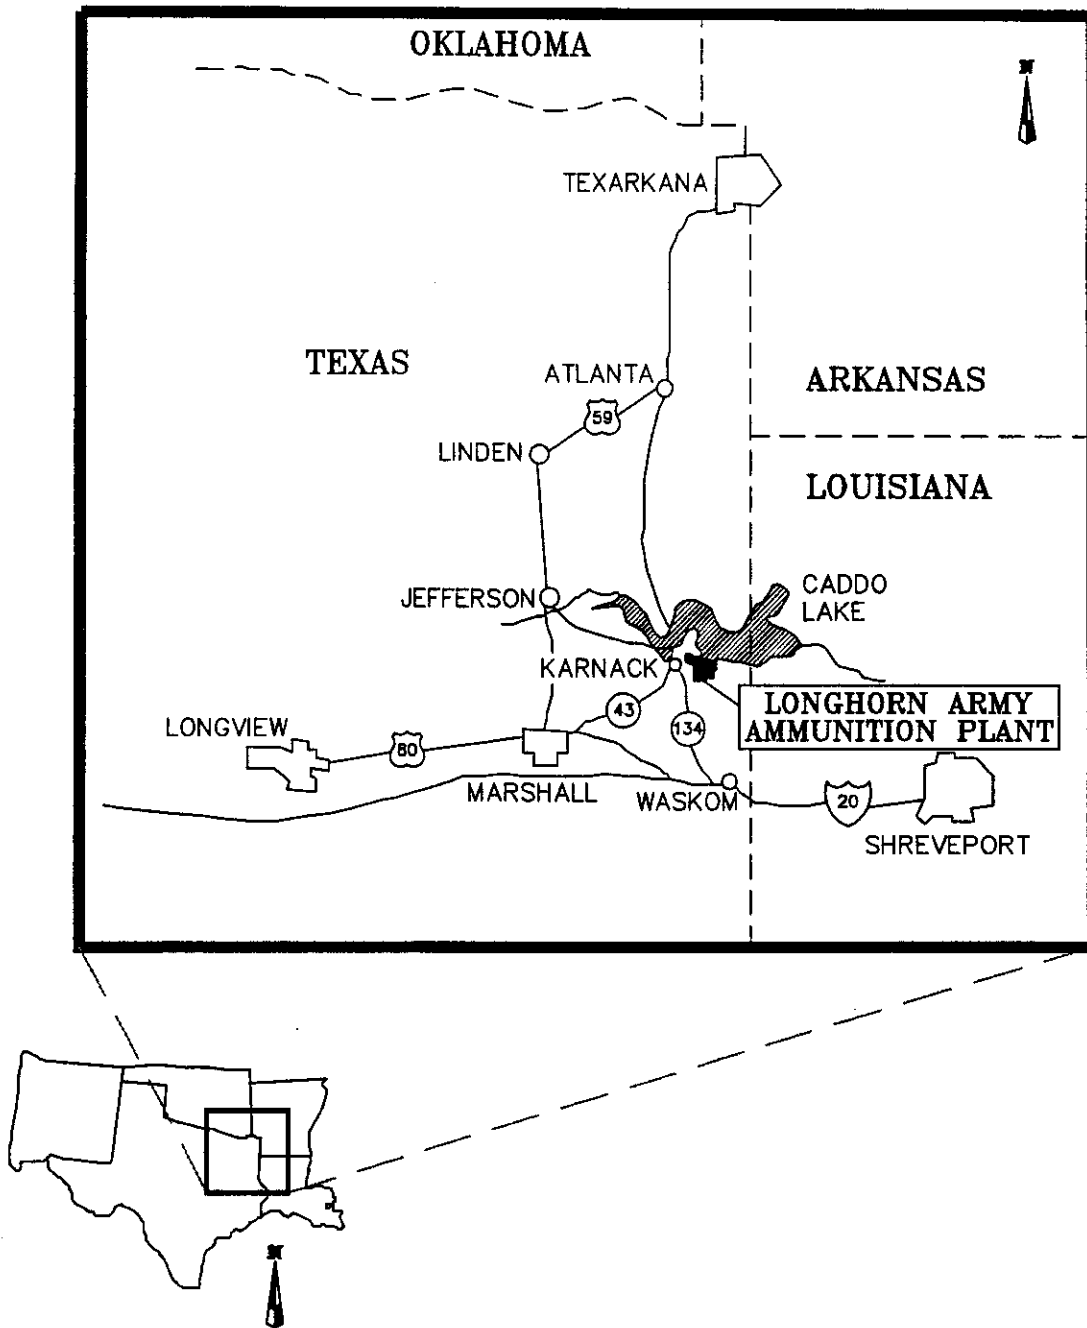 OKLAHOMA
N
TEXARKANA
TEXAS
ATLANTA
ARKANSAS
59
LINDEN
LOUISIANA
JEFFERSON
CADDO
LAKE
KARNACK
LONGHORN ARMY
AMMUNITION PLANT
43
134
LONGVIEW
80
MARSHALL
WASKOM
20
SHREVEPORT
N